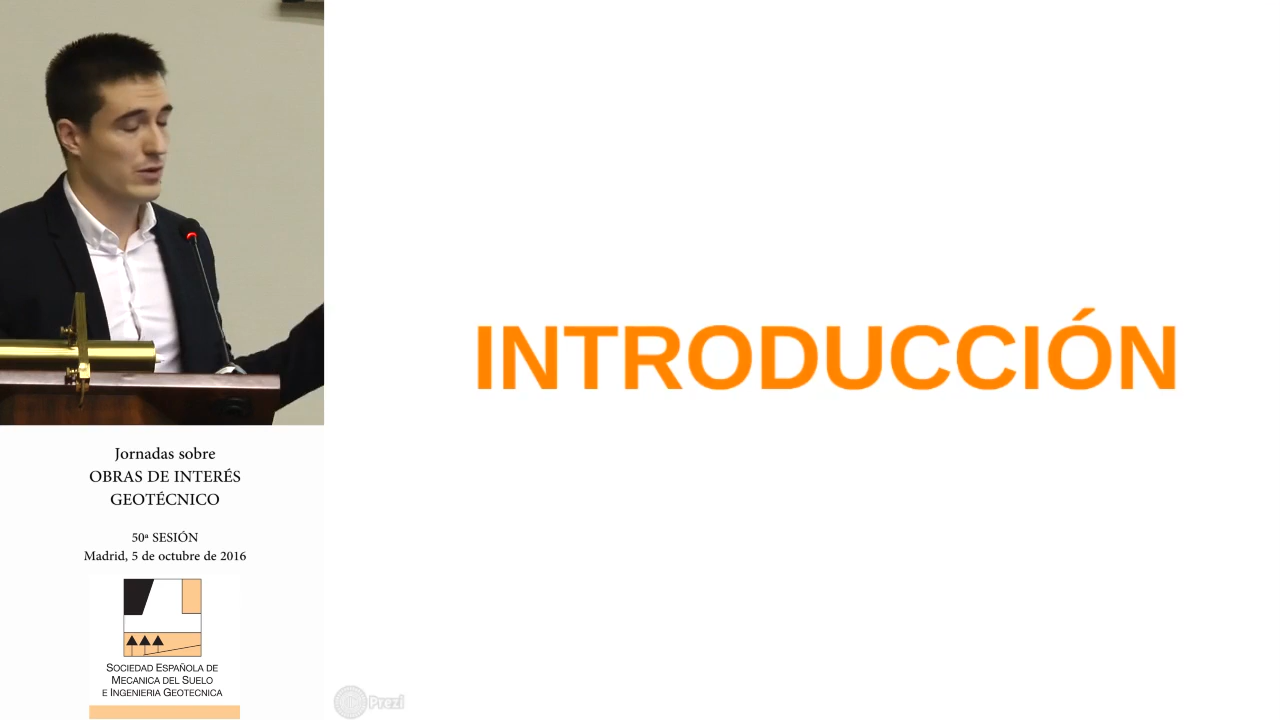 INTRODUCCIÓN
Jornadas sobre
OBRAS DE INTERÉS
GEOTÉCNICO
50ª SESIÓN
Madrid, 5 de octubre de 2016
SOCIEDAD ESPAÑOLA DE
MECANICA DEL SUELO
E INGENIERIA GEOTECNICA
Prezi